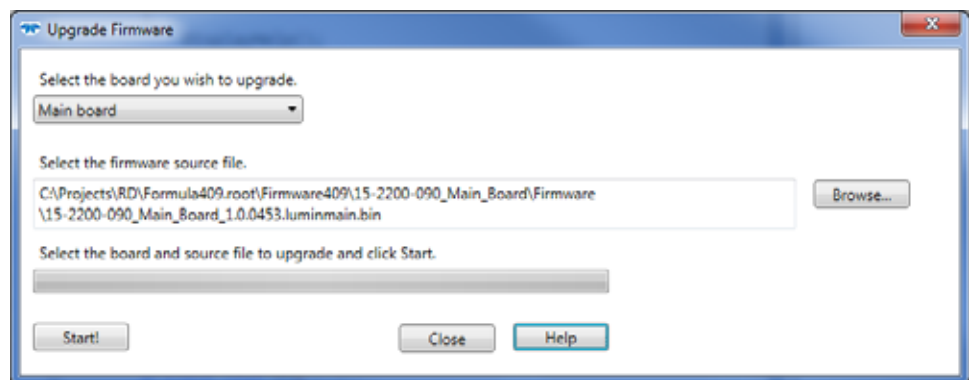 Upgrade Firmware
Select the board you wish to upgrade.
Main board
Select the firmware source file.
C:\Projects\RD\Formula409.root\Firmware409\15-2200-090_Main_Board\Firmware
\15-2200-090_Main_Board_1.0.0453.luminmain.bin
Browse...
Select the board and source file to upgrade and click Start.
Start!
Close
Help